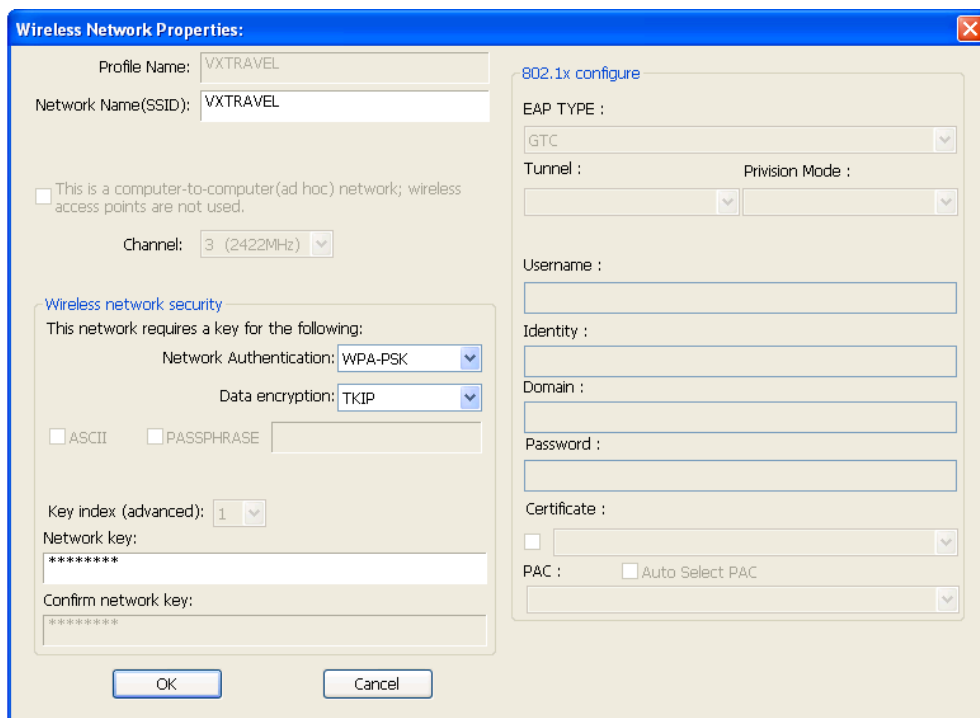 Wireless Network Properties:
Profile Name: VXTRAVEL
Network Name(SSID): VXTRAVEL
This is a computer-to-computer(ad hoc) network; wireless
access points are not used.
Channel: 3 (2422MHz)
Wireless network security
This network requires a key for the following:
Network Authentication: WPA-PSK
Data encryption: TKIP
ASCII PASSPHRASE
Key index (advanced): 1
Network key:
********
Confirm network key:
********
OK Cancel
802.1x configure
EAP TYPE :
GTC
Tunnel : Privision Mode :
Username :
Identity :
Domain :
Password :
Certificate :
PAC : Auto Select PAC